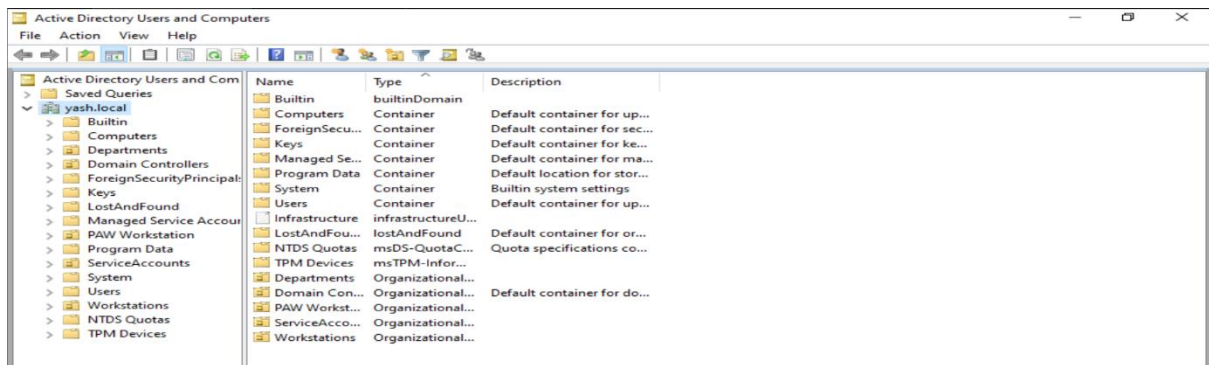 Active Directory Users and Computers
File Action View Help
Active Directory Users and Com
Saved Queries
yash.local
Builtin
Computers
Departments
Domain Controllers
ForeignSecurityPrincipal:
Keys
LostAndFound
Managed Service Accour
PAW Workstation
Program Data
ServiceAccounts
System
Users
Workstations
NTDS Quotas
TPM Devices
Name Type Description
Builtin builtinDomain
Computers Container Default container for up...
ForeignSecu... Container Default container for sec...
Keys Container Default container for ke...
Managed Se... Container Default container for ma...
Program Data Container Default location for stor...
System Container Builtin system settings
Users Container Default container for up...
Infrastructure infrastructureU...
LostAndFou... lostAndFound Default container for or...
NTDS Quotas msDS-QuotaC... Quota specifications co...
TPM Devices msTPM-Infor...
Departments Organizational...
Domain Con... Organizational... Default container for do...
PAW Workst... Organizational...
ServiceAcco... Organizational...
Workstations Organizational...